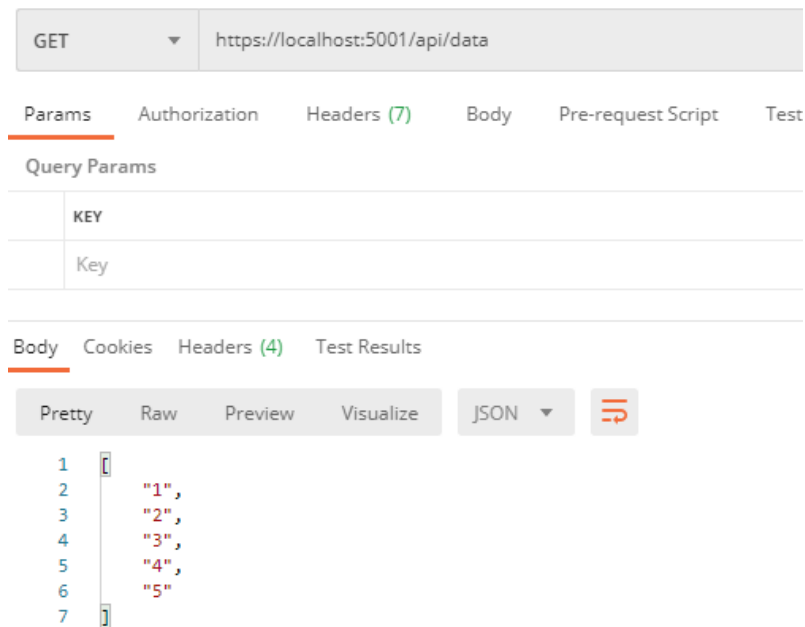 GET https://localhost:5001/api/data
Params Authorization Headers (7) Body Pre-request Script Test
Query Params
KEY
Key
Body Cookies Headers (4) Test Results
Pretty Raw Preview Visualize JSON
1 [
2 "1",
3 "2",
4 "3",
5 "4",
6 "5"
7 ]